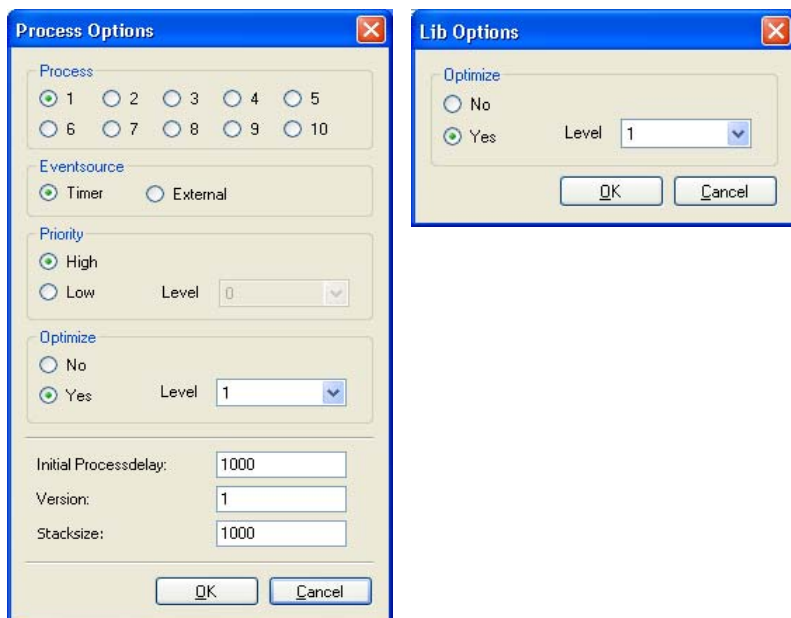 Process Options
Process
1 2 3 4 5
6 7 8 9 10
Eventsource
Timer External
Priority
High
Low Level 0
Optimize
No
Yes Level 1
Initial Processdelay: 1000
Version: 1
Stacksize: 1000
OK Cancel
Lib Options
Optimize
No
Yes Level 1
OK Cancel